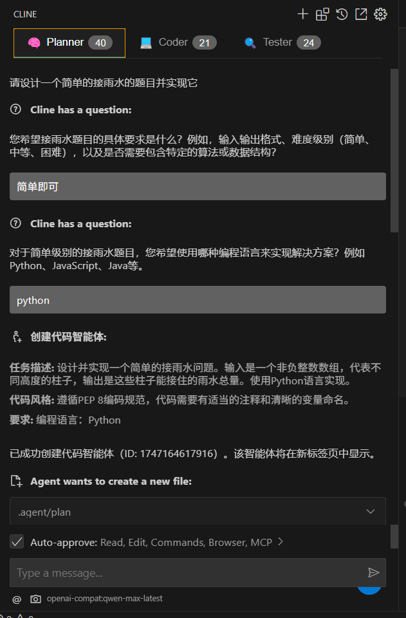 CLINE
Planner 40 Coder 21 Tester 24
请设计一个简单的接雨水的题目并实现它
Cline has a question:
您希望接雨水题目的具体要求是什么？例如，输入输出格式、难度级别（简单、
中等、困难），以及是否需要包含特定的算法或数据结构？
简单即可
Cline has a question:
对于简单级别的接雨水题目，您希望使用哪种编程语言来实现解决方案？例如
Python、JavaScript、Java等。
python
创建代码智能体:
任务描述: 设计并实现一个简单的接雨水问题。输入是一个非负整数数组，代表不
同高度的柱子，输出是这些柱子能接住的雨水总量。使用Python语言实现。
代码风格: 遵循PEP 8编码规范，代码需要有适当的注释和清晰的变量命名。
要求: 编程语言：Python
已成功创建代码智能体（ID: 1747164617916）。该智能体将在新标签页中显示。
Agent wants to create a new file:
.agent/plan
Auto-approve: Read, Edit, Commands, Browser, MCP
Type a message...
@ openai-compat:qwen-max-latest